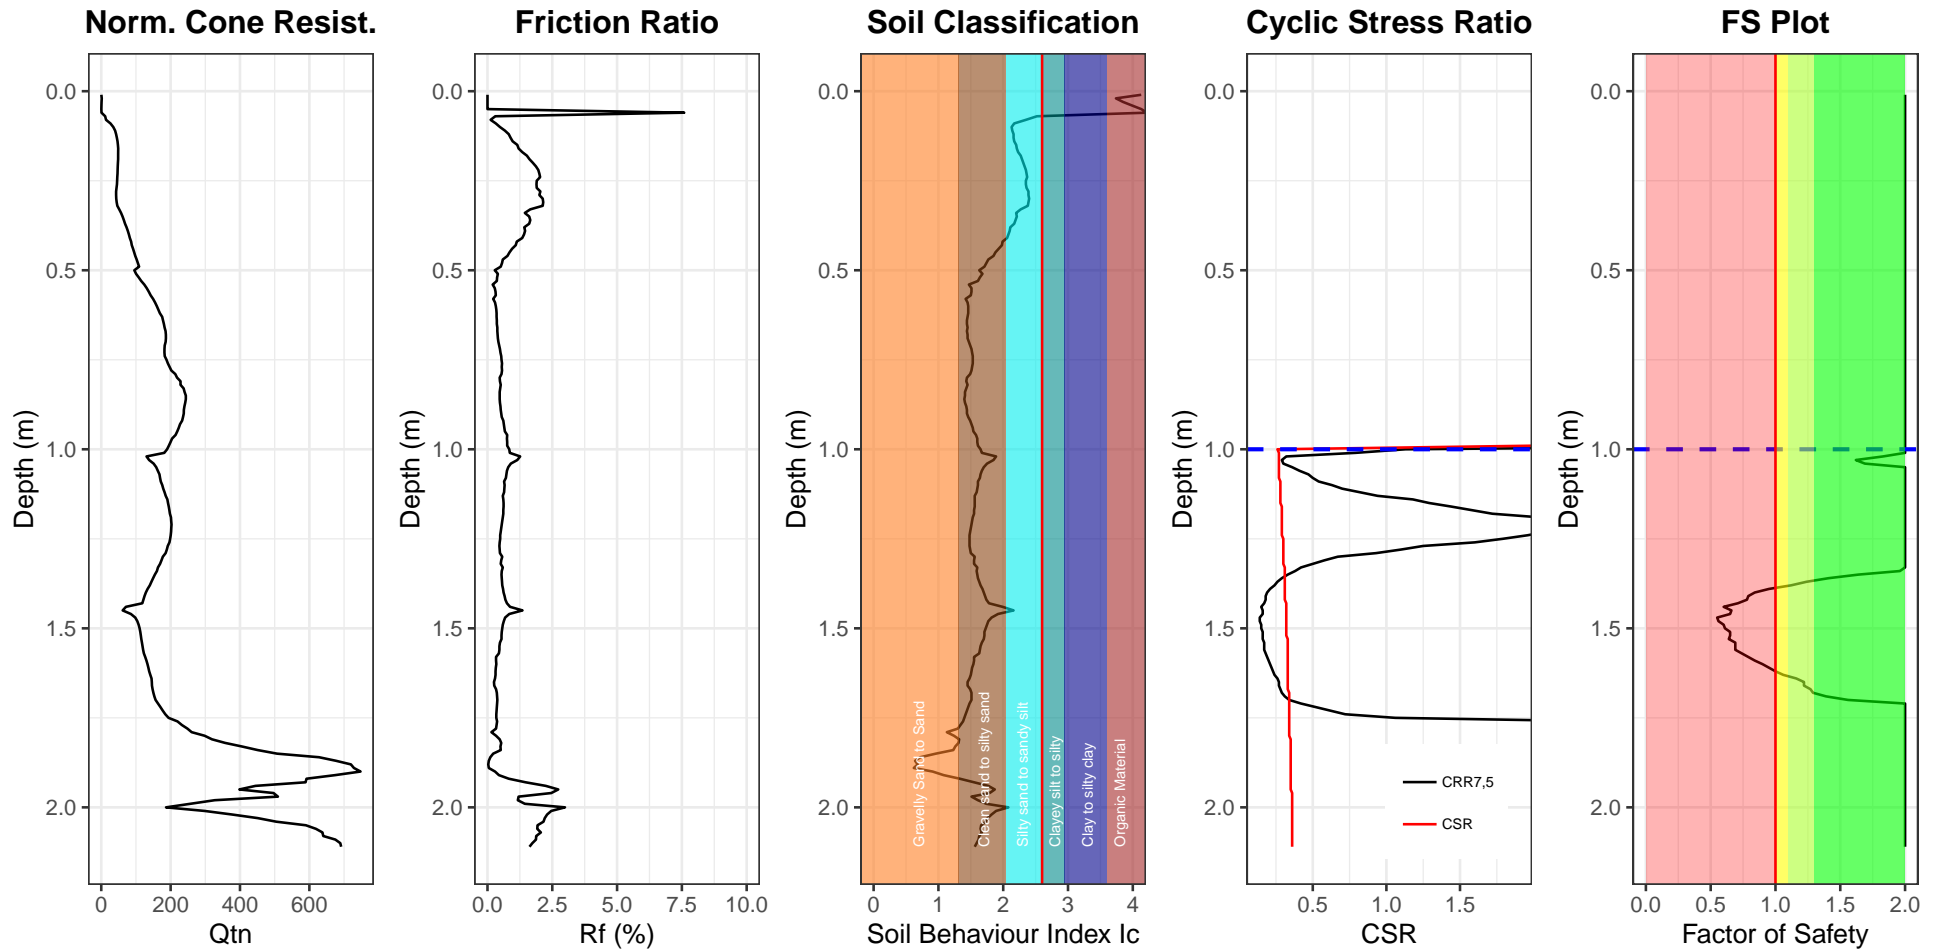 Norm. Cone Resist.
Friction Ratio
Soil Classification
Cyclic Stress Ratio
FS Plot
Depth (m)
0.0
0.5
1.0
1.5
2.0
0
200
400
600
Qtn
Depth (m)
0.0
0.5
1.0
1.5
2.0
0.0
2.5
5.0
7.5
10.0
Rf (%)
Depth (m)
0.0
0.5
1.0
1.5
2.0
Gravelly Sand to Sand
Clean sand to silty sand
Silty sand to sandy silt
Clayey silt to silty
Clay to silty clay
Organic Material
0
1
2
3
4
Soil Behaviour Index Ic
Depth (m)
0.0
0.5
1.0
1.5
2.0
CRR7,5
CSR
0.5
1.0
1.5
CSR
Depth (m)
0.0
0.5
1.0
1.5
2.0
0.0
0.5
1.0
1.5
2.0
Factor of Safety